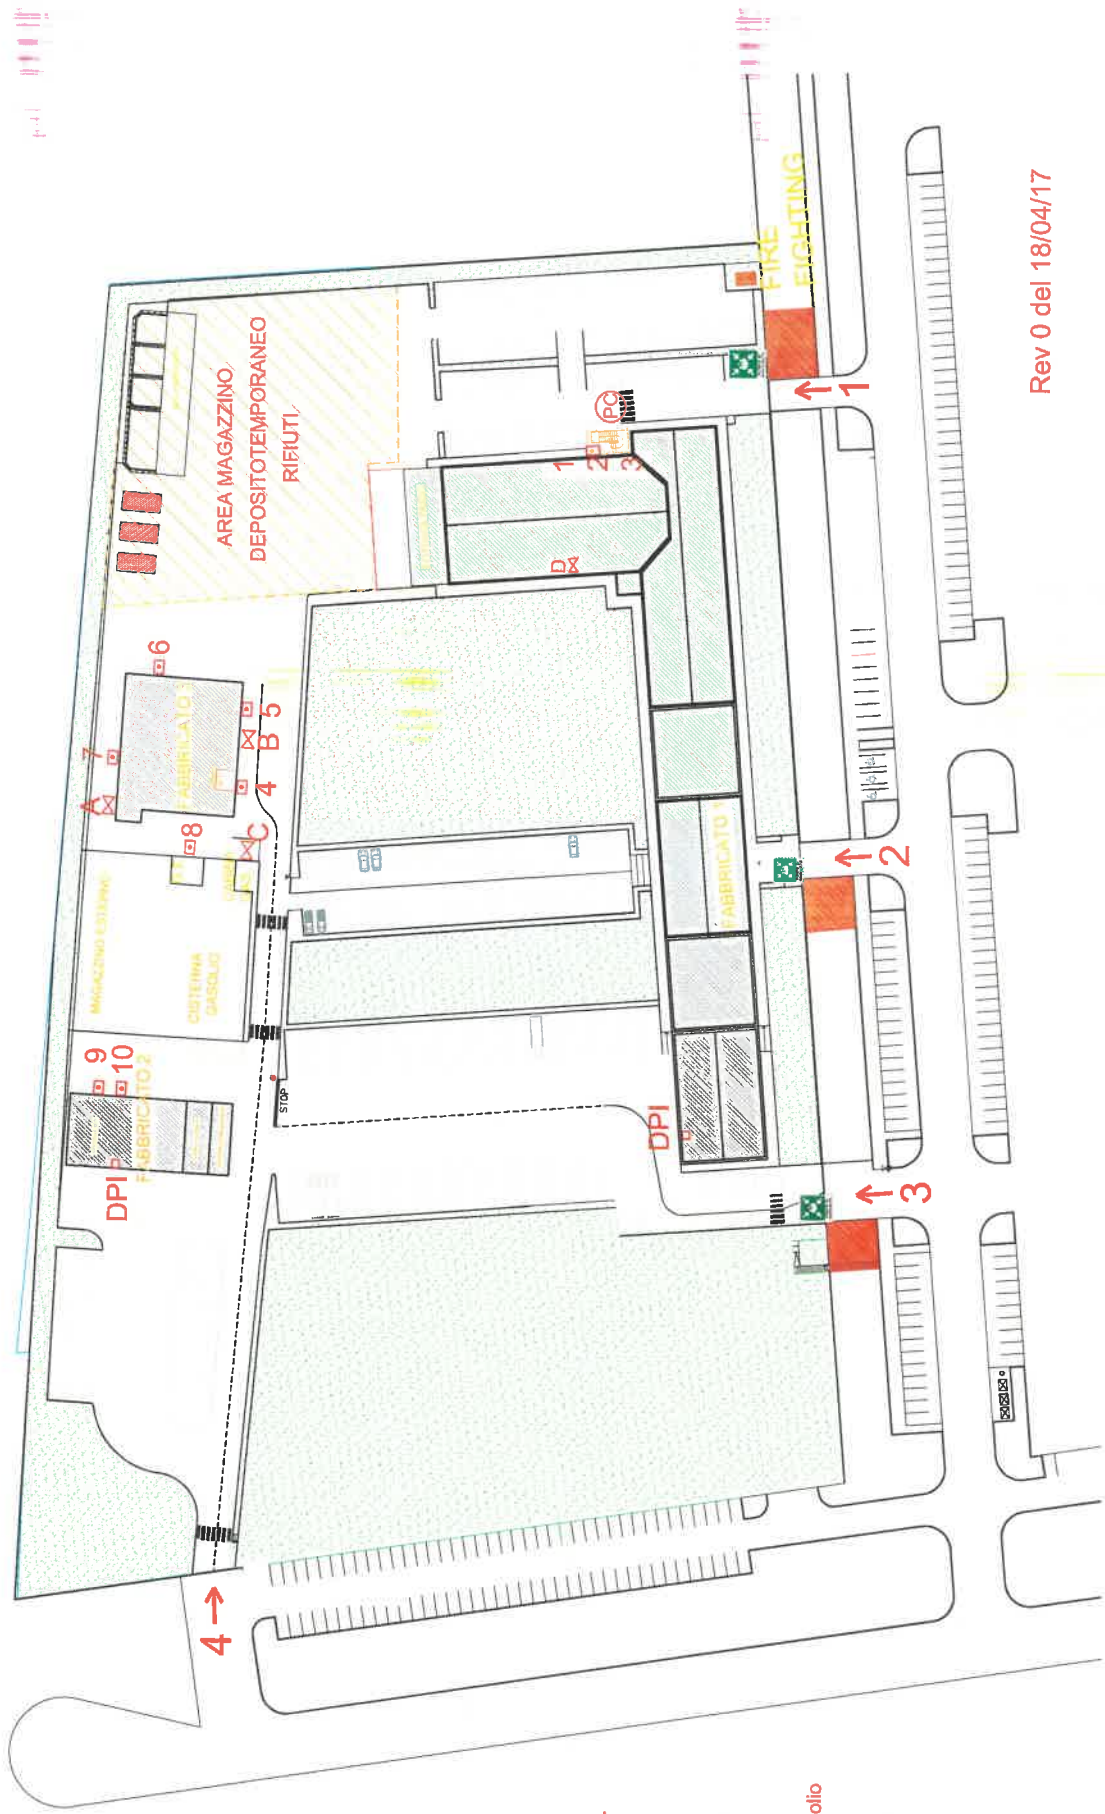 FIRE
FIGHTING
Rev 0 del 18/04/17
AREA MAGAZZINO
DEPOSITOTEMPORANEO
RIFIUTI
PC
1
2
3
D
1
6
7
5
B
4
A
8
C
FABBRICATO 3
MAGAZZINO ESTERNO
CISTERNA
GASOLIO
FABBRICATO 1
2
9
10
FABBRICATO 2
DPI
STOP
DPI
3
4
olio